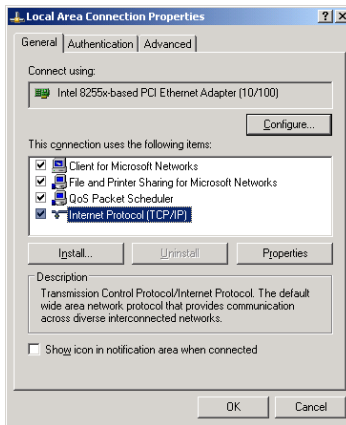 Local Area Connection Properties
General Authentication Advanced
Connect using:
Intel 8255x-based PCI Ethernet Adapter (10/100)
Configure...
This connection uses the following items:
Client for Microsoft Networks
File and Printer Sharing for Microsoft Networks
QoS Packet Scheduler
Internet Protocol (TCP/IP)
Install... Uninstall Properties
Description
Transmission Control Protocol/Internet Protocol. The default
wide area network protocol that provides communication
across diverse interconnected networks.
Show icon in notification area when connected
OK Cancel